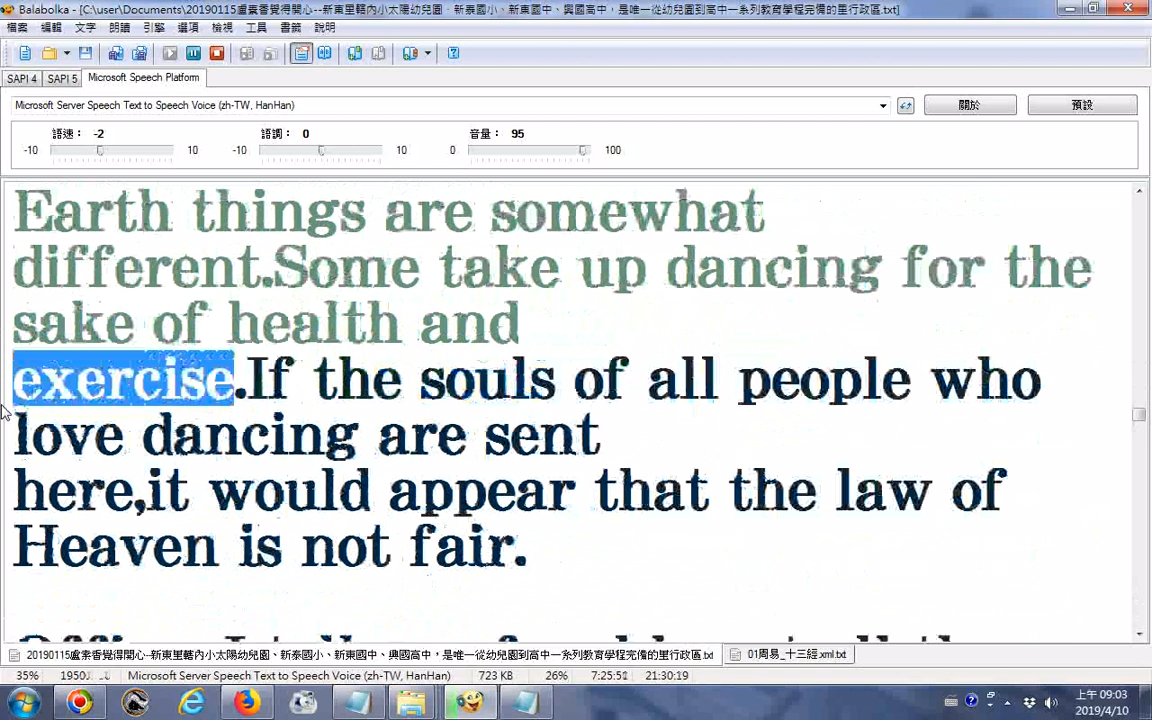 Balabolka - [C:\user\Documents\20190115盧素香覺得開心--新東里轄內小太陽幼兒園、新泰國小、新東國中、興國高中，是唯一從幼兒園到高中一系列教育學程完備的里行政區.txt]
檔案 編輯 文字 朗讀 引擎 選項 檢視 工具 書籤 說明
SAPI 4 SAPI 5 Microsoft Speech Platform
Microsoft Server Speech Text to Speech Voice (zh-TW, HanHan) 關於 預設
語速： -2 語調： 0 音量： 95
-10 10 -10 10 0 100
Earth things are somewhat
different.Some take up dancing for the
sake of health and
exercise.If the souls of all people who
love dancing are sent
here,it would appear that the law of
Heaven is not fair.
20190115盧素香覺得開心--新東里轄內小太陽幼兒園、新泰國小、新東國中、興國高中，是唯一從幼兒園到高中一系列教育學程完備的里行政區.txt 01周易_十三經.xml.txt
35% Microsoft Server Speech Text to Speech Voice (zh-TW, HanHan) 723 KB 26% 7:25:51 21:30:19
上午 09:03
2019/4/10